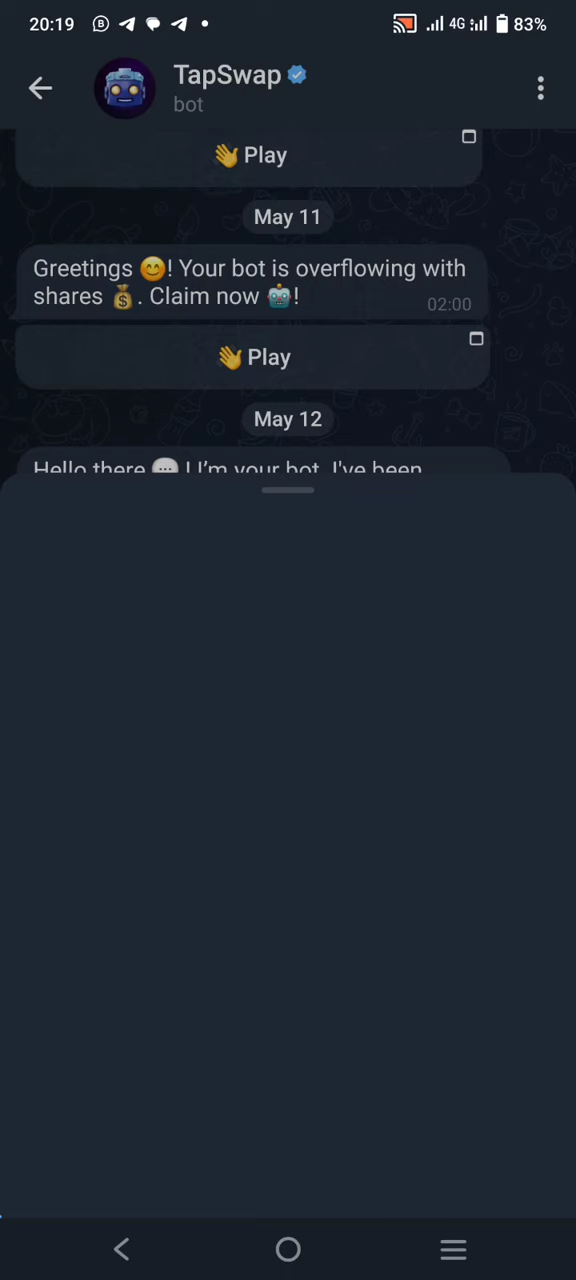 20:19
4G
83%
TapSwap
bot
👋 Play
May 11
Greetings 😊! Your bot is overflowing with
shares 💰. Claim now 🤖!
02:00
👋 Play
May 12
Hello there 💬 ! I’m your bot. I've been